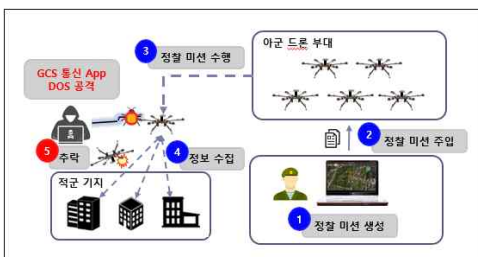 아군 드론 부대
3 정찰 미션 수행
GCS 통신 App
DOS 공격
2 정찰 미션 주입
5 추락
4 정보 수집
적군 기지
1 정찰 미션 생성